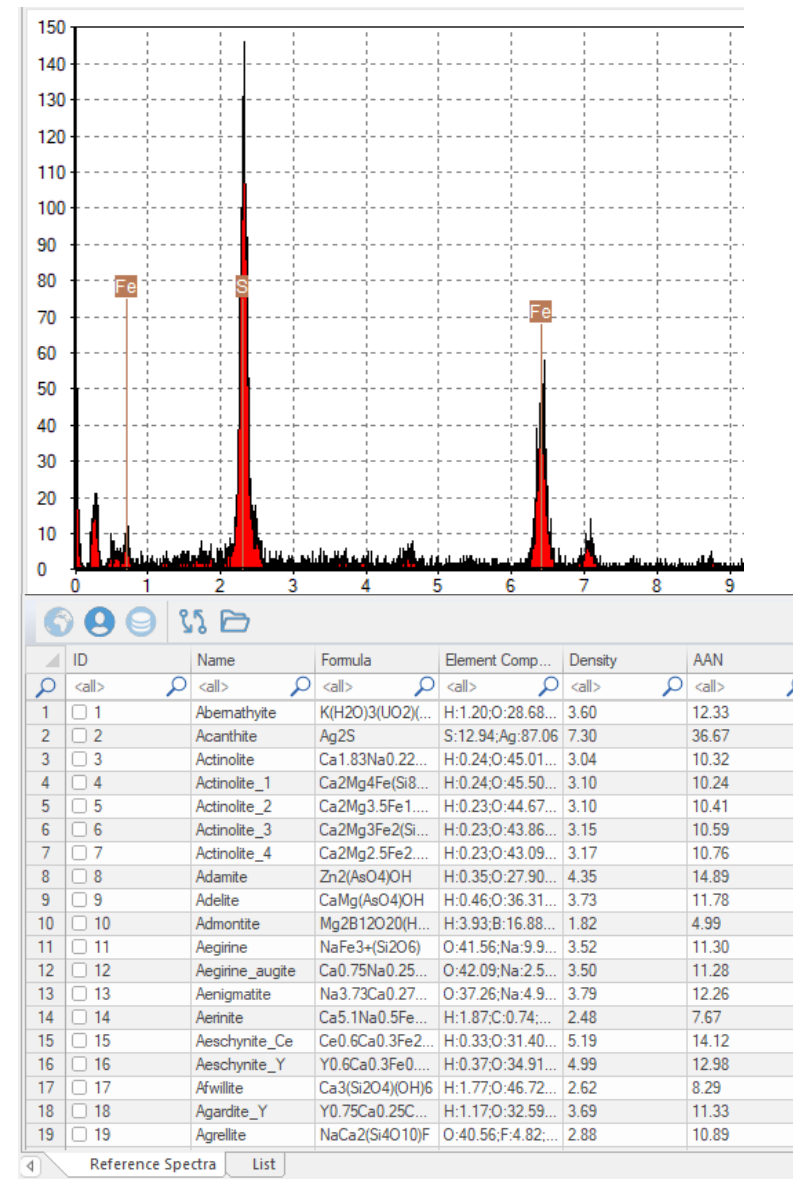 150
140
130
120
110
100
90
80
70
60
50
40
30
20
10
0
Fe
S
Fe
0 1 2 3 4 5 6 7 8 9
ID Name Formula Element Comp... Density AAN
<all> <all> <all> <all> <all> <all>
1 1 Abernathyite K(H2O)3(UO2)(... H:1.20;O:28.68... 3.60 12.33
2 2 Acanthite Ag2S S:12.94;Ag:87.06 7.30 36.67
3 3 Actinolite Ca1.83Na0.22... H:0.24;O:45.01... 3.04 10.32
4 4 Actinolite_1 Ca2Mg4Fe(Si8... H:0.24;O:45.50... 3.10 10.24
5 5 Actinolite_2 Ca2Mg3.5Fe1.... H:0.23;O:44.67... 3.10 10.41
6 6 Actinolite_3 Ca2Mg3Fe2(Si... H:0.23;O:43.86... 3.15 10.59
7 7 Actinolite_4 Ca2Mg2.5Fe2.... H:0.23;O:43.09... 3.17 10.76
8 8 Adamite Zn2(AsO4)OH H:0.35;O:27.90... 4.35 14.89
9 9 Adelite CaMg(AsO4)OH H:0.46;O:36.31... 3.73 11.78
10 10 Admontite Mg2B12O20(H... H:3.93;B:16.88... 1.82 4.99
11 11 Aegirine NaFe3+(Si2O6) O:41.56;Na:9.9... 3.52 11.30
12 12 Aegirine_augite Ca0.75Na0.25... O:42.09;Na:2.5... 3.50 11.28
13 13 Aenigmatite Na3.73Ca0.27... O:37.26;Na:4.9... 3.79 12.26
14 14 Aerinite Ca5.1Na0.5Fe... H:1.87;C:0.74;... 2.48 7.67
15 15 Aeschynite_Ce Ce0.6Ca0.3Fe2... H:0.33;O:31.40... 5.19 14.12
16 16 Aeschynite_Y Y0.6Ca0.3Fe0.... H:0.37;O:34.91... 4.99 12.98
17 17 Afwillite Ca3(Si2O4)(OH)6 H:1.77;O:46.72... 2.62 8.29
18 18 Agardite_Y Y0.75Ca0.25C... H:1.17;O:32.59... 3.69 11.33
19 19 Agrellite NaCa2(Si4O10)F O:40.56;F:4.82;... 2.88 10.89
Reference Spectra List